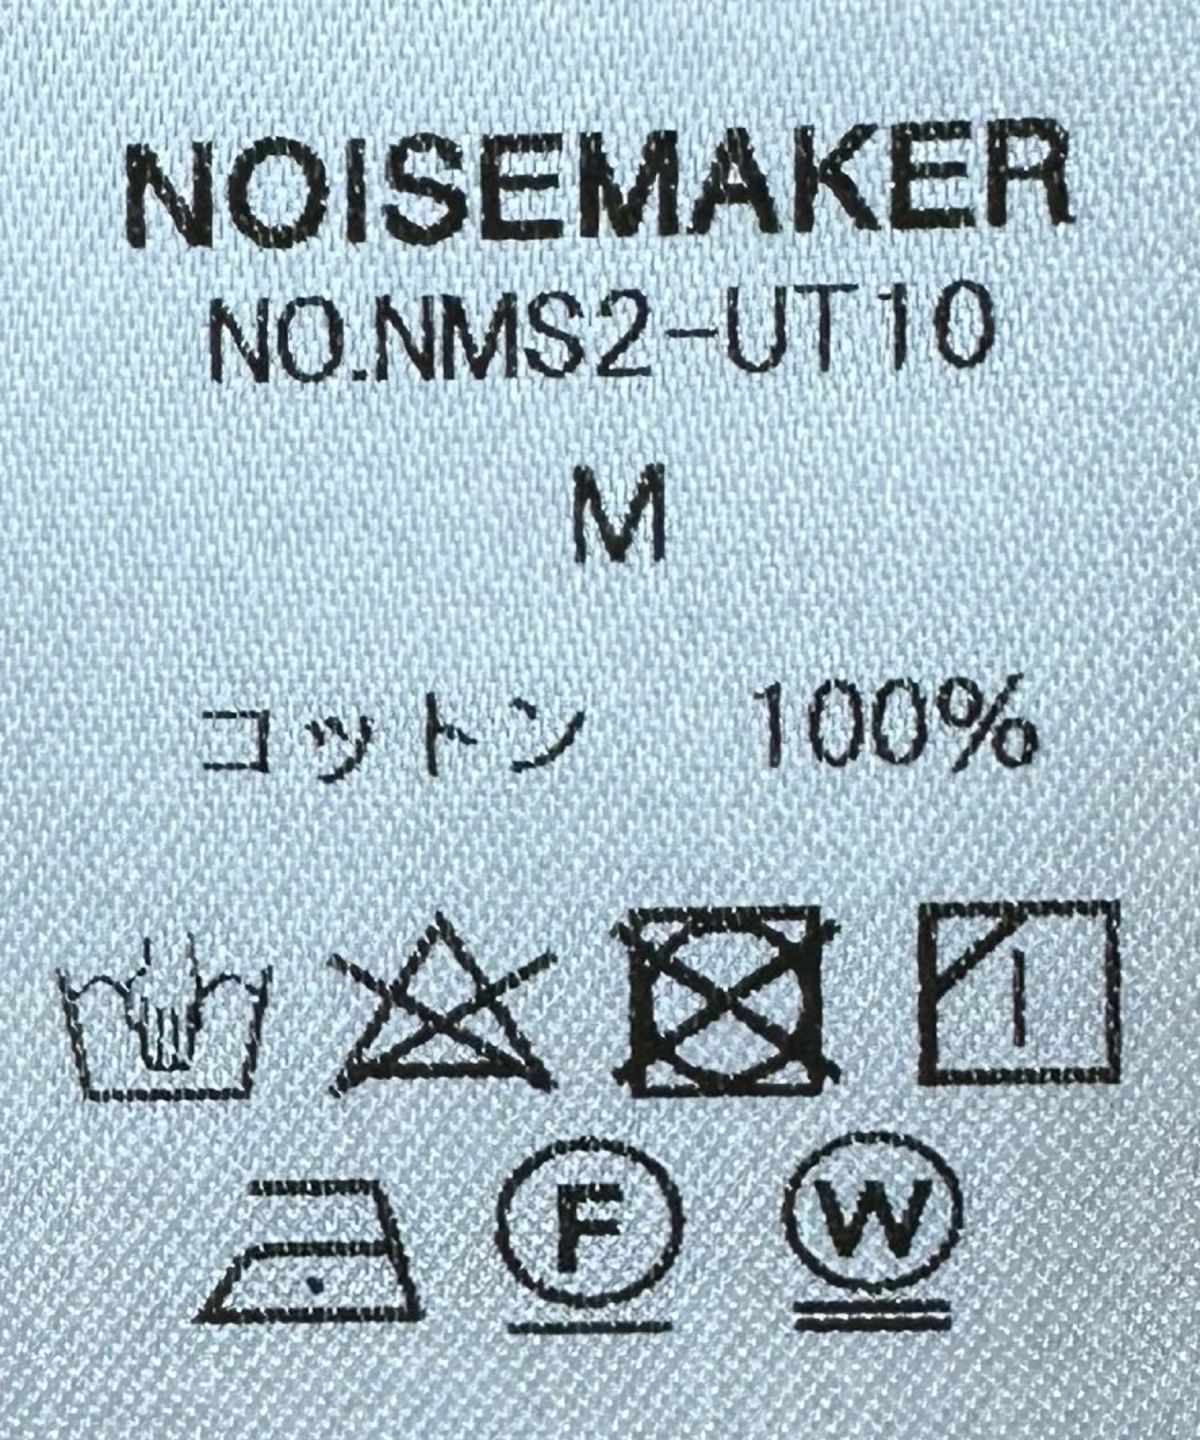 NOISEMAKER
NO.NMS2-UT10
M
コットン 100%
F W